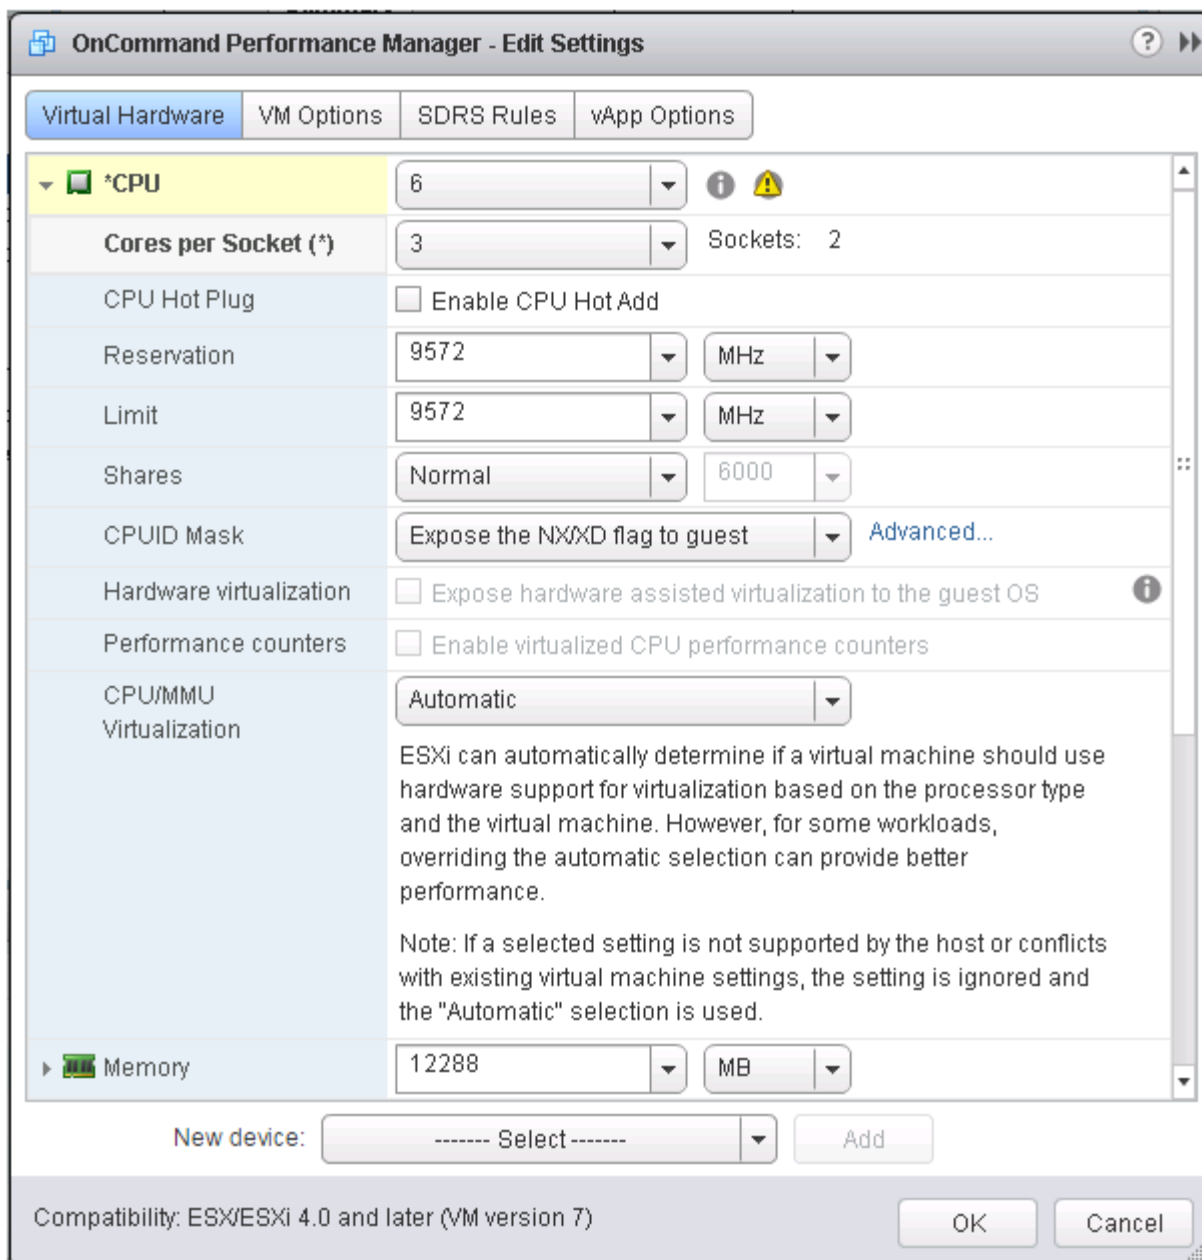 OnCommand Performance Manager - Edit Settings
Virtual Hardware VM Options SDRS Rules vApp Options
*CPU 6
Cores per Socket (*) 3 Sockets: 2
CPU Hot Plug Enable CPU Hot Add
Reservation 9572 MHz
Limit 9572 MHz
Shares Normal 6000
CPUID Mask Expose the NX/XD flag to guest Advanced...
Hardware virtualization Expose hardware assisted virtualization to the guest OS
Performance counters Enable virtualized CPU performance counters
CPU/MMU Automatic
Virtualization
ESXi can automatically determine if a virtual machine should use
hardware support for virtualization based on the processor type
and the virtual machine. However, for some workloads,
overriding the automatic selection can provide better
performance.
Note: If a selected setting is not supported by the host or conflicts
with existing virtual machine settings, the setting is ignored and
the "Automatic" selection is used.
Memory 12288 MB
New device: ------- Select ------- Add
Compatibility: ESX/ESXi 4.0 and later (VM version 7) OK Cancel